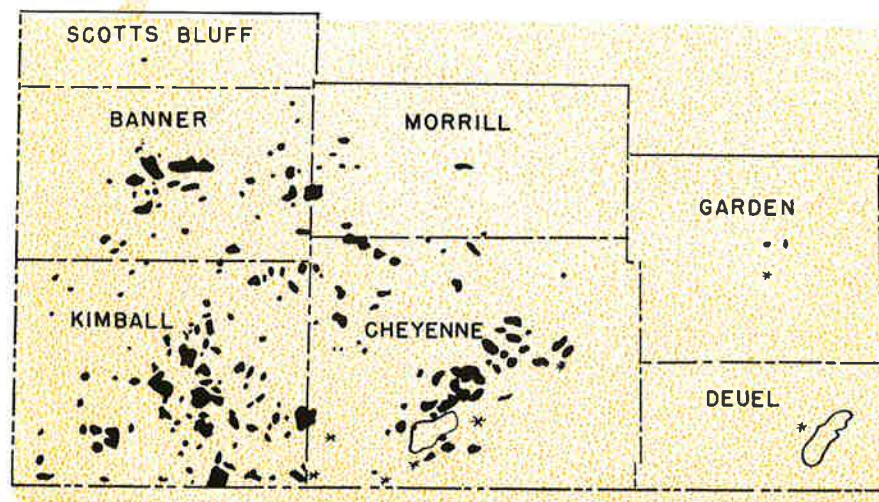 SCOTTS BLUFF
BANNER
MORRILL
GARDEN
KIMBALL
CHEYENNE
DEUEL